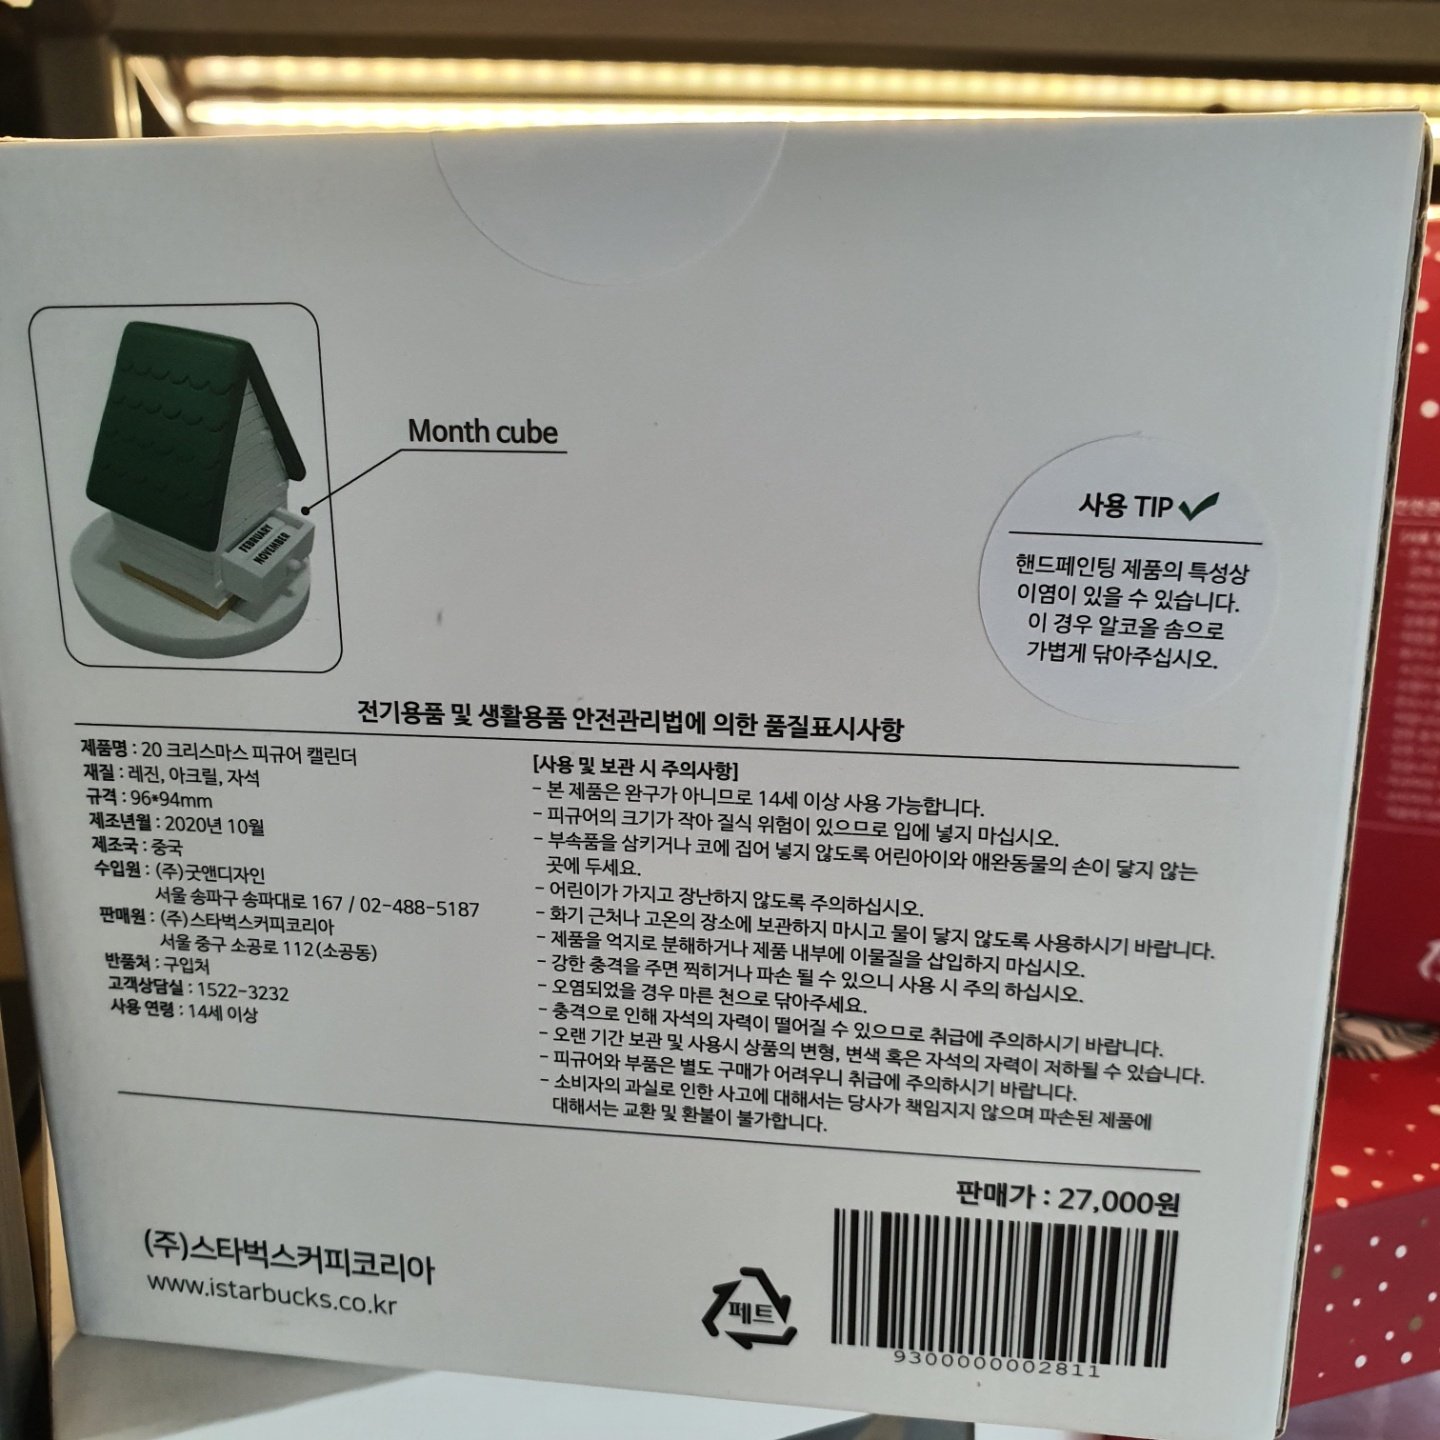 Month cube
FEBRUARY
NOVEMBER
사용 TIP
핸드페인팅 제품의 특성상
이염이 있을 수 있습니다.
이 경우 알코올 솜으로
가볍게 닦아주십시오.
전기용품 및 생활용품 안전관리법에 의한 품질표시사항
제품명 : 20 크리스마스 피규어 캘린더
재질 : 레진, 아크릴, 자석
규격 : 96*94mm
제조년월 : 2020년 10월
제조국 : 중국
수입원 : (주)굿앤디자인
서울 송파구 송파대로 167 / 02-488-5187
판매원 : (주)스타벅스커피코리아
서울 중구 소공로 112(소공동)
반품처 : 구입처
고객상담실 : 1522-3232
사용 연령 : 14세 이상
[사용 및 보관 시 주의사항]
- 본 제품은 완구가 아니므로 14세 이상 사용 가능합니다.
- 피규어의 크기가 작아 질식 위험이 있으므로 입에 넣지 마십시오.
- 부속품을 삼키거나 코에 집어 넣지 않도록 어린아이와 애완동물의 손이 닿지 않는
곳에 두세요.
- 어린이가 가지고 장난하지 않도록 주의하십시오.
- 화기 근처나 고온의 장소에 보관하지 마시고 물이 닿지 않도록 사용하시기 바랍니다.
- 제품을 억지로 분해하거나 제품 내부에 이물질을 삽입하지 마십시오.
- 강한 충격을 주면 찍히거나 파손 될 수 있으니 사용 시 주의 하십시오.
- 오염되었을 경우 마른 천으로 닦아주세요.
- 충격으로 인해 자석의 자력이 떨어질 수 있으므로 취급에 주의하시기 바랍니다.
- 오랜 기간 보관 및 사용시 상품의 변형, 변색 혹은 자석의 자력이 저하될 수 있습니다.
- 피규어와 부품은 별도 구매가 어려우니 취급에 주의하시기 바랍니다.
- 소비자의 과실로 인한 사고에 대해서는 당사가 책임지지 않으며 파손된 제품에
대해서는 교환 및 환불이 불가합니다.
판매가 : 27,000원
(주)스타벅스커피코리아
www.istarbucks.co.kr
페트
9300000002811